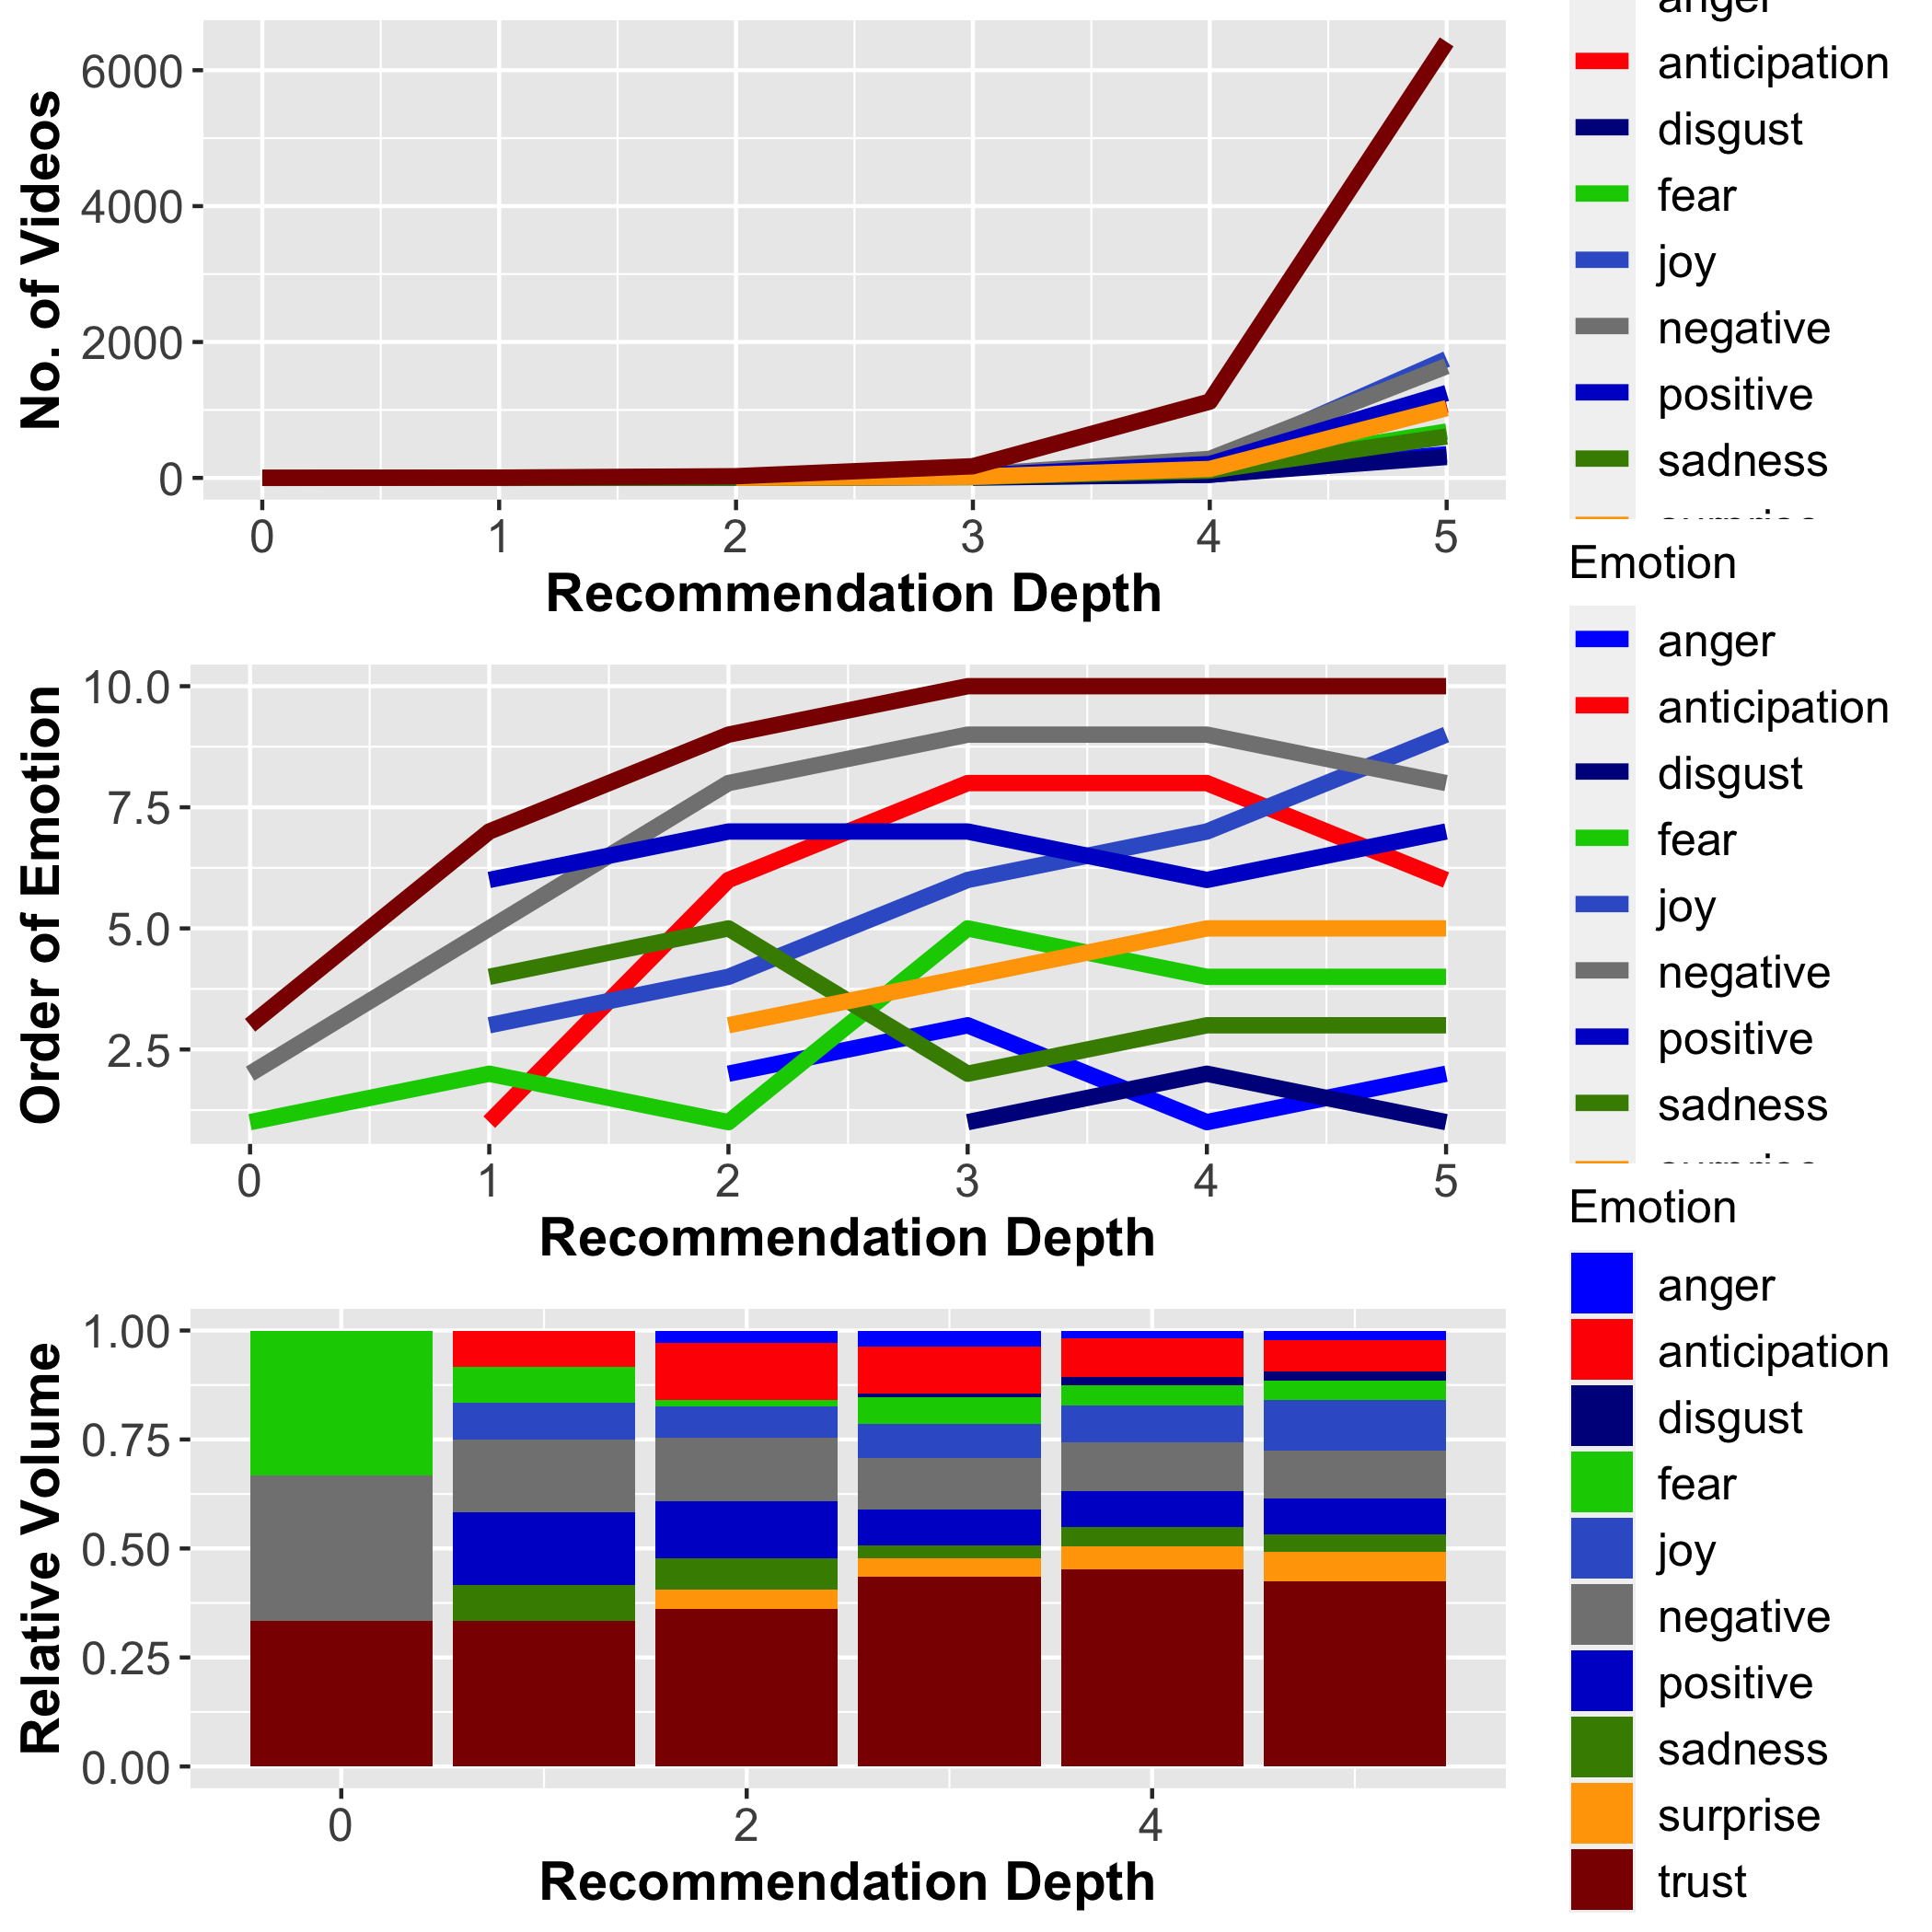 anger
6000
4000
2000
0
No. of Videos
0 1 2 3 4 5
Recommendation Depth
anticipation
disgust
fear
joy
negative
positive
sadness
surprise
10.0
7.5
5.0
2.5
Order of Emotion
0 1 2 3 4 5
Recommendation Depth
Emotion
anger
anticipation
disgust
fear
joy
negative
positive
sadness
surprise
1.00
0.75
0.50
0.25
0.00
Relative Volume
0 2 4
Recommendation Depth
Emotion
anger
anticipation
disgust
fear
joy
negative
positive
sadness
surprise
trust